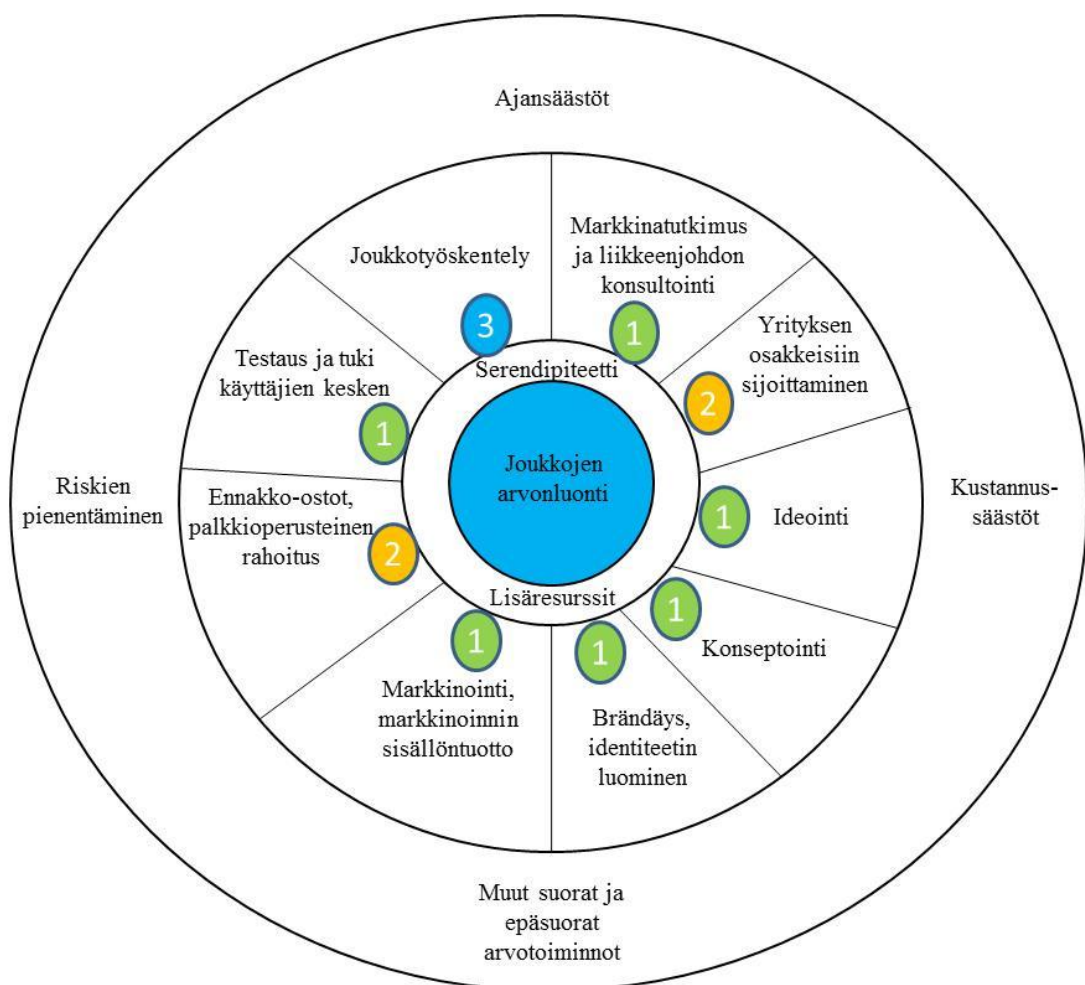 Ajansäästöt
Joukkotyöskentely
3
Markkinatutkimus
ja liikkeenjohdon
konsultointi
1
Testaus ja tuki
käyttäjien kesken
1
Serendipiteetti
Yrityksen
osakkeisiin
sijoittaminen
2
Riskien
pienentäminen
Ennakko-ostot,
palkkioperusteinen
rahoitus
2
Joukkojen
arvonluonti
1
Ideointi
Kustannus-
säästöt
Lisäresurssit
1
Konseptointi
1
Markkinointi,
markkinoinnin
sisällöntuotto
1
Brändäys,
identiteetin
luominen
Muut suorat ja
epäsuorat
arvotoiminnot